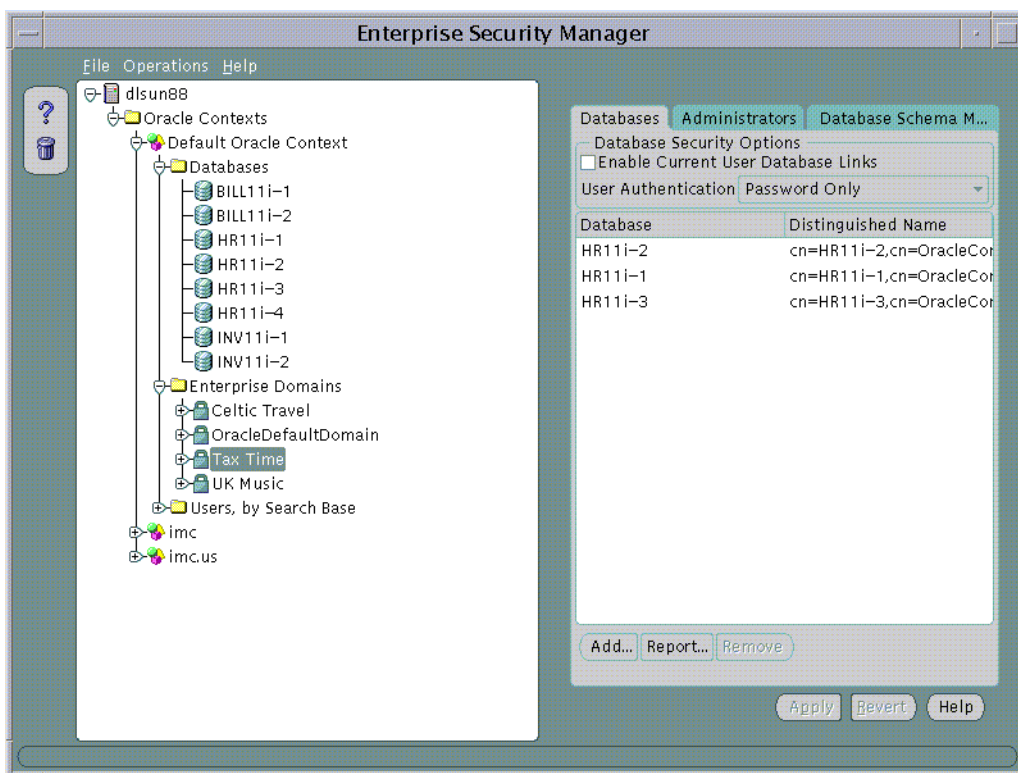 Enterprise Security Manager
File Operations Help
dlsun88
Oracle Contexts
Default Oracle Context
Databases
BILL11i-1
BILL11i-2
HR11i-1
HR11i-2
HR11i-3
HR11i-4
INV11i-1
INV11i-2
Enterprise Domains
Celtic Travel
OracleDefaultDomain
Tax Time
UK Music
Users, by Search Base
imc
imc.us
Databases Administrators Database Schema M...
Database Security Options
Enable Current User Database Links
User Authentication Password Only
Database Distinguished Name
HR11i-2 cn=HR11i-2,cn=OracleCor
HR11i-1 cn=HR11i-1,cn=OracleCor
HR11i-3 cn=HR11i-3,cn=OracleCor
Add... Report... Remove
Apply Revert Help